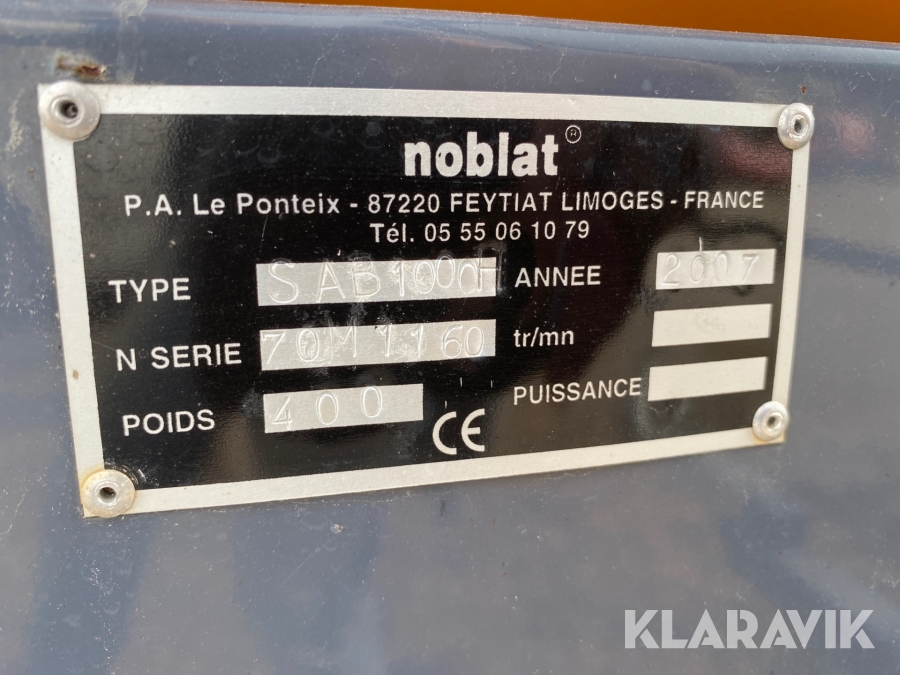 noblat®
P.A. Le Ponteix - 87220 FEYTIAT LIMOGES - FRANCE
Tél. 05 55 06 10 79
TYPE SAB1000H ANNEE 2007
N SERIE 70M1160 tr/mn
POIDS 400 CE PUISSANCE
KLARAVIK